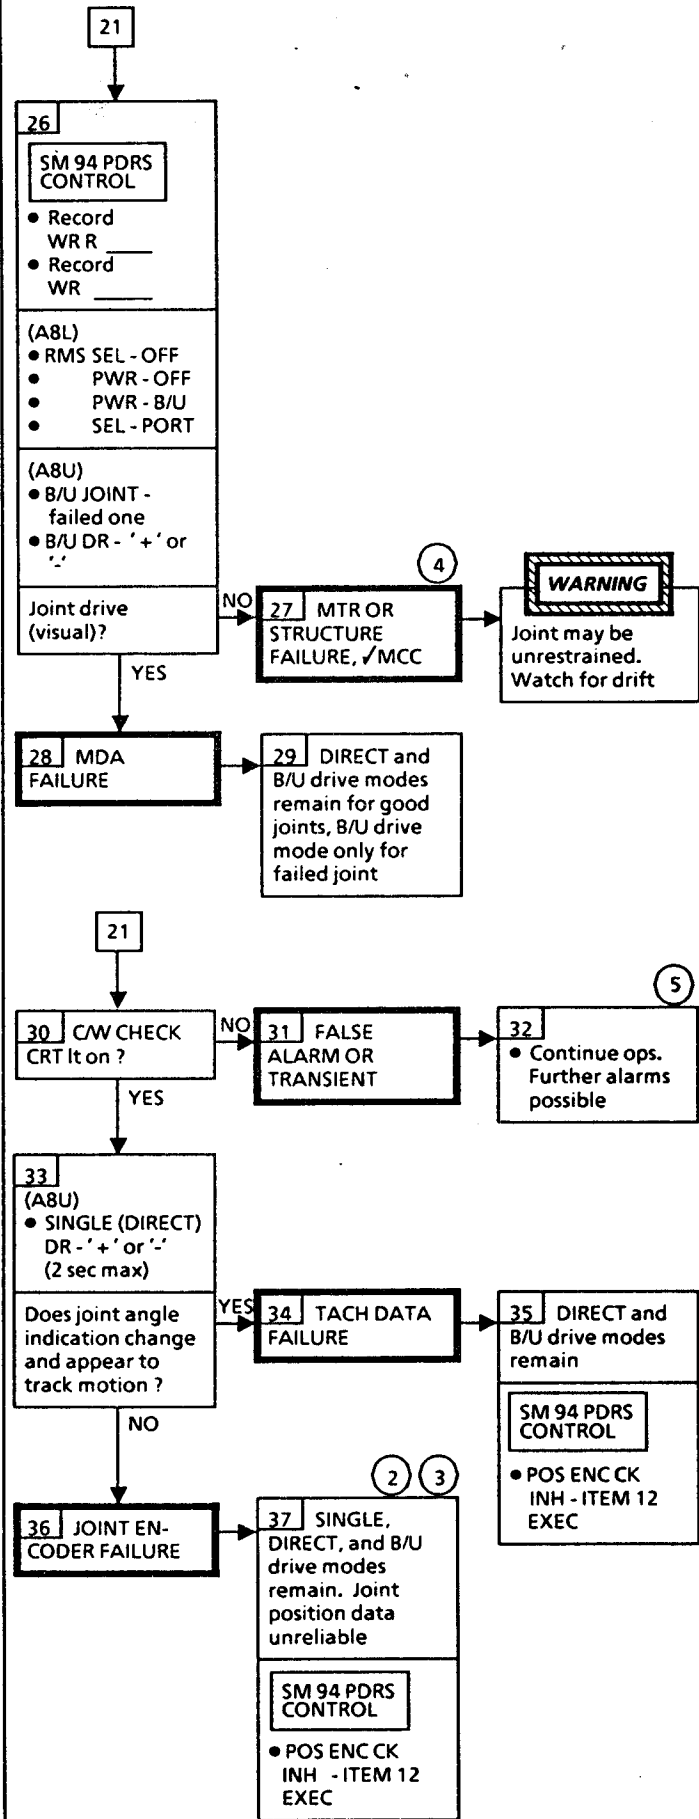 21
26
SM 94 PDRS
CONTROL
• Record
WR R ____
• Record
WR ____
(A8L)
• RMS SEL - OFF
• PWR - OFF
• PWR - B/U
• SEL - PORT
(A8U)
• B/U JOINT -
failed one
• B/U DR - '+' or
'-'
Joint drive
(visual)?
NO
YES
4
27 MTR OR
STRUCTURE
FAILURE, ✓MCC
WARNING
Joint may be
unrestrained.
Watch for drift
28 MDA
FAILURE
29 DIRECT and
B/U drive modes
remain for good
joints, B/U drive
mode only for
failed joint
21
30 C/W CHECK
CRT lt on ?
NO
YES
31 FALSE
ALARM OR
TRANSIENT
5
32
• Continue ops.
Further alarms
possible
33
(A8U)
• SINGLE (DIRECT)
DR - '+' or '-'
(2 sec max)
Does joint angle
indication change
and appear to
track motion ?
YES
NO
34 TACH DATA
FAILURE
35 DIRECT and
B/U drive modes
remain
SM 94 PDRS
CONTROL
• POS ENC CK
INH - ITEM 12
EXEC
36 JOINT EN-
CODER FAILURE
2 3
37 SINGLE,
DIRECT, and B/U
drive modes
remain. Joint
position data
unreliable
SM 94 PDRS
CONTROL
• POS ENC CK
INH - ITEM 12
EXEC